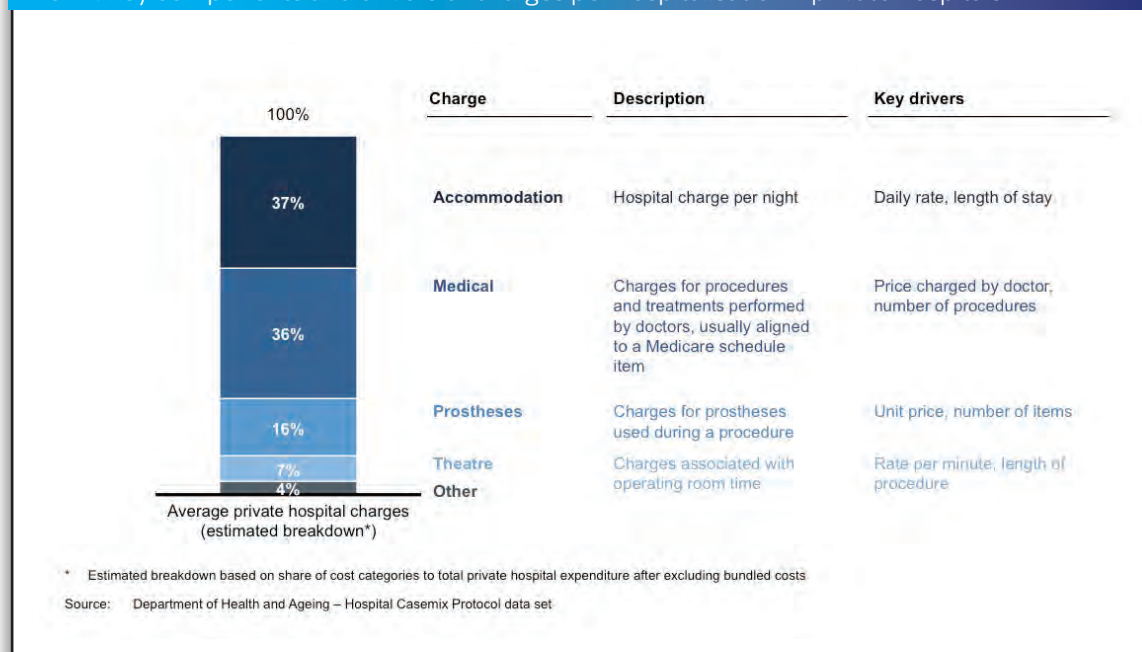 Charge Description Key drivers
100%
37%
Accommodation Hospital charge per night Daily rate, length of stay
36%
Medical Charges for procedures Price charged by doctor,
and treatments performed number of procedures
by doctors, usually aligned
to a Medicare schedule
item
16%
Prostheses Charges for prostheses Unit price, number of items
used during a procedure
7%
Theatre Charges associated with Rate per minute, length of
operating room time procedure
4%
Other
Average private hospital charges
(estimated breakdown*)
* Estimated breakdown based on share of cost categories to total private hospital expenditure after excluding bundled costs
Source: Department of Health and Ageing – Hospital Casemix Protocol data set